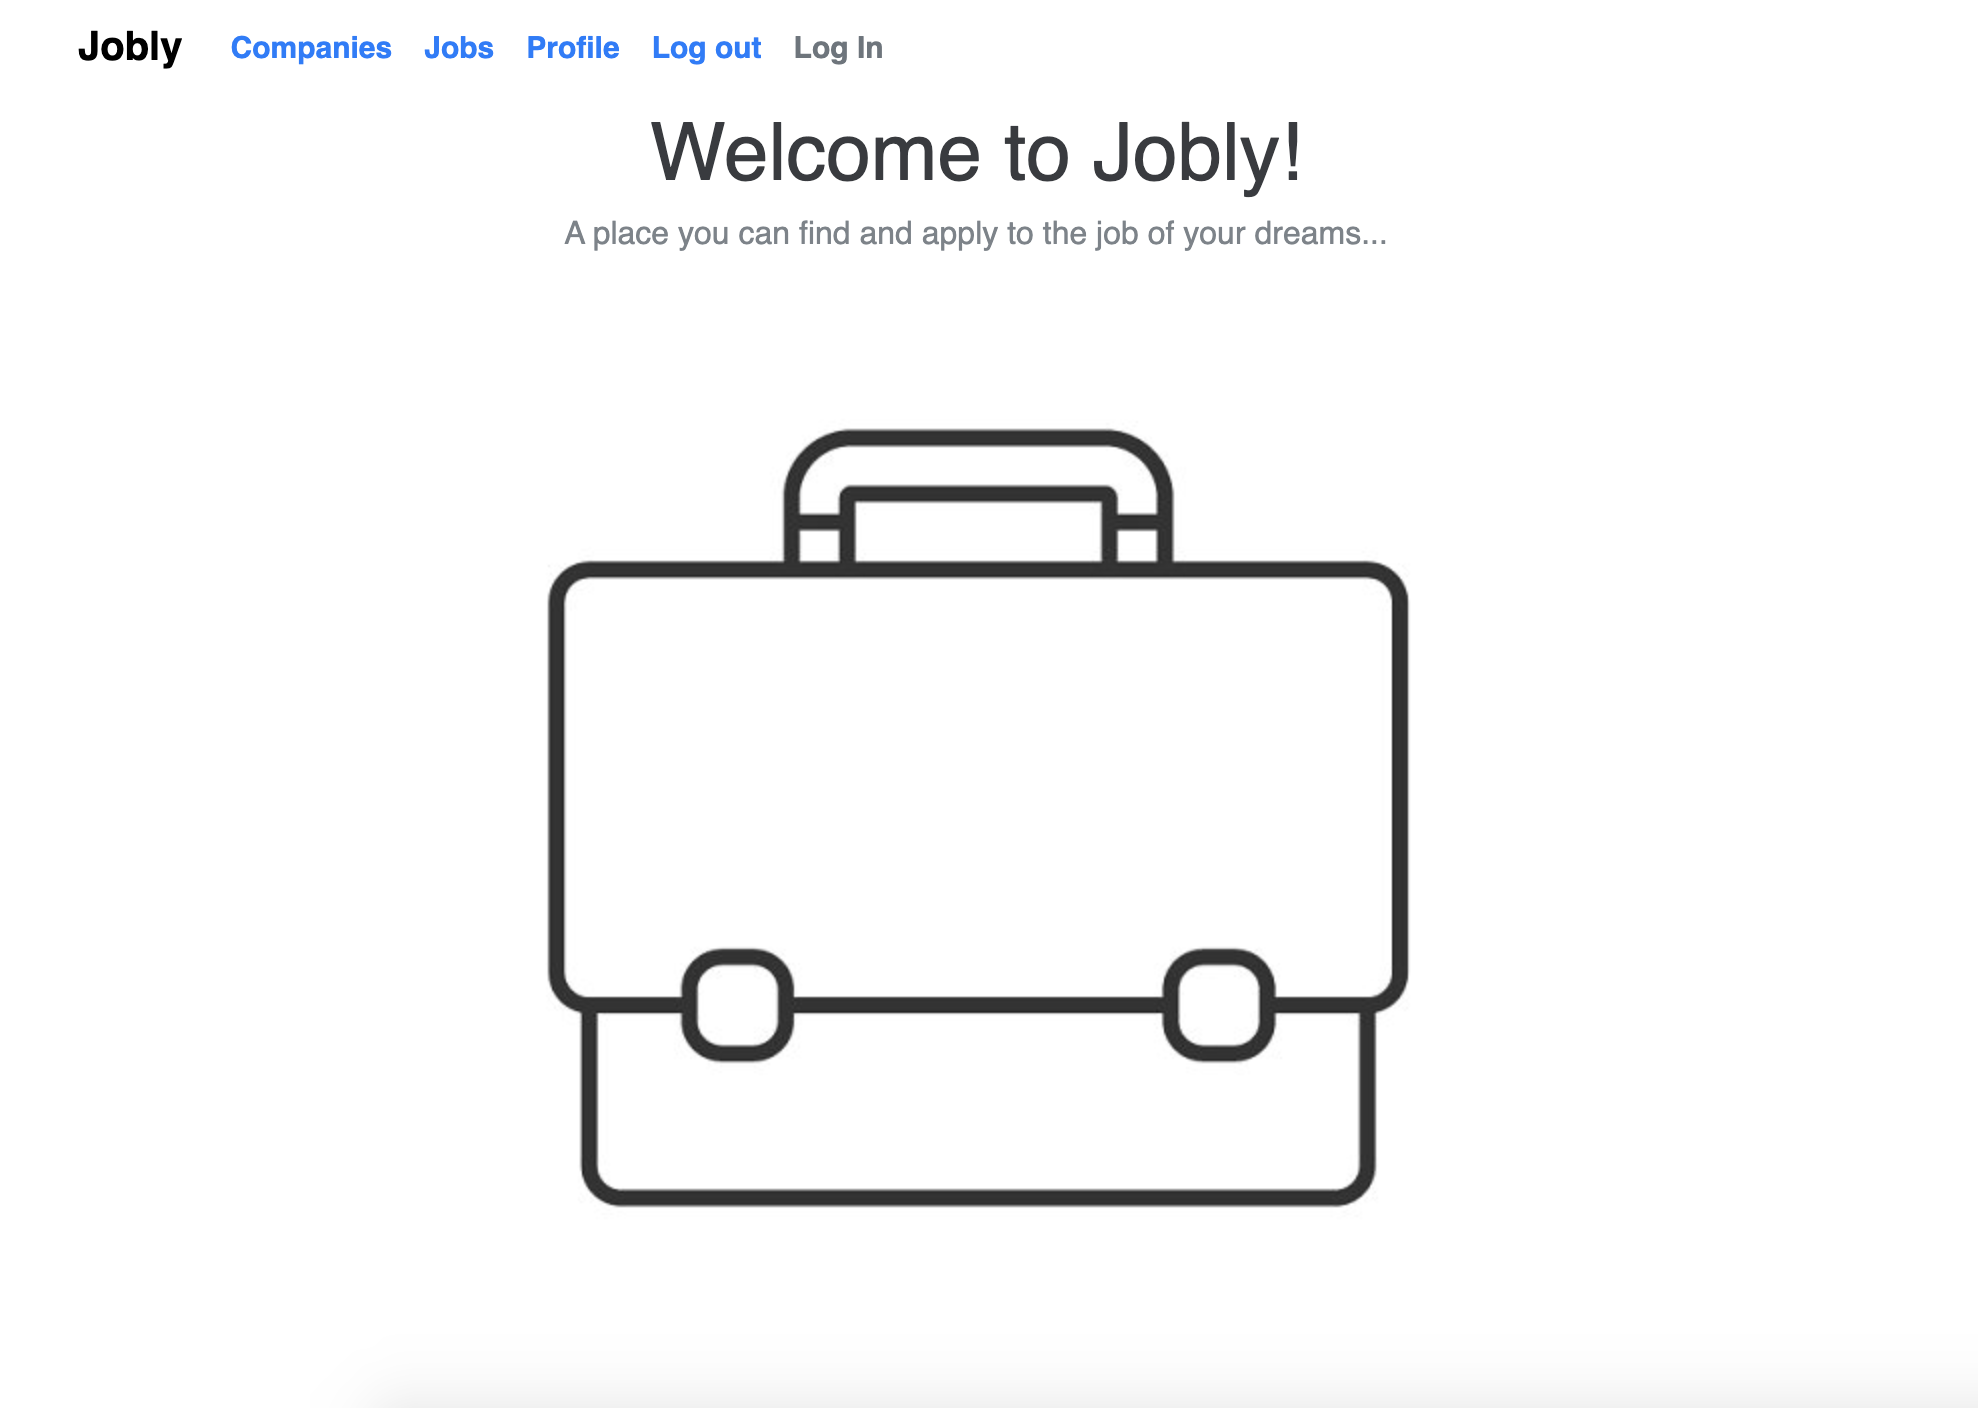 Jobly Companies Jobs Profile Log out Log In
Welcome to Jobly!
A place you can find and apply to the job of your dreams...